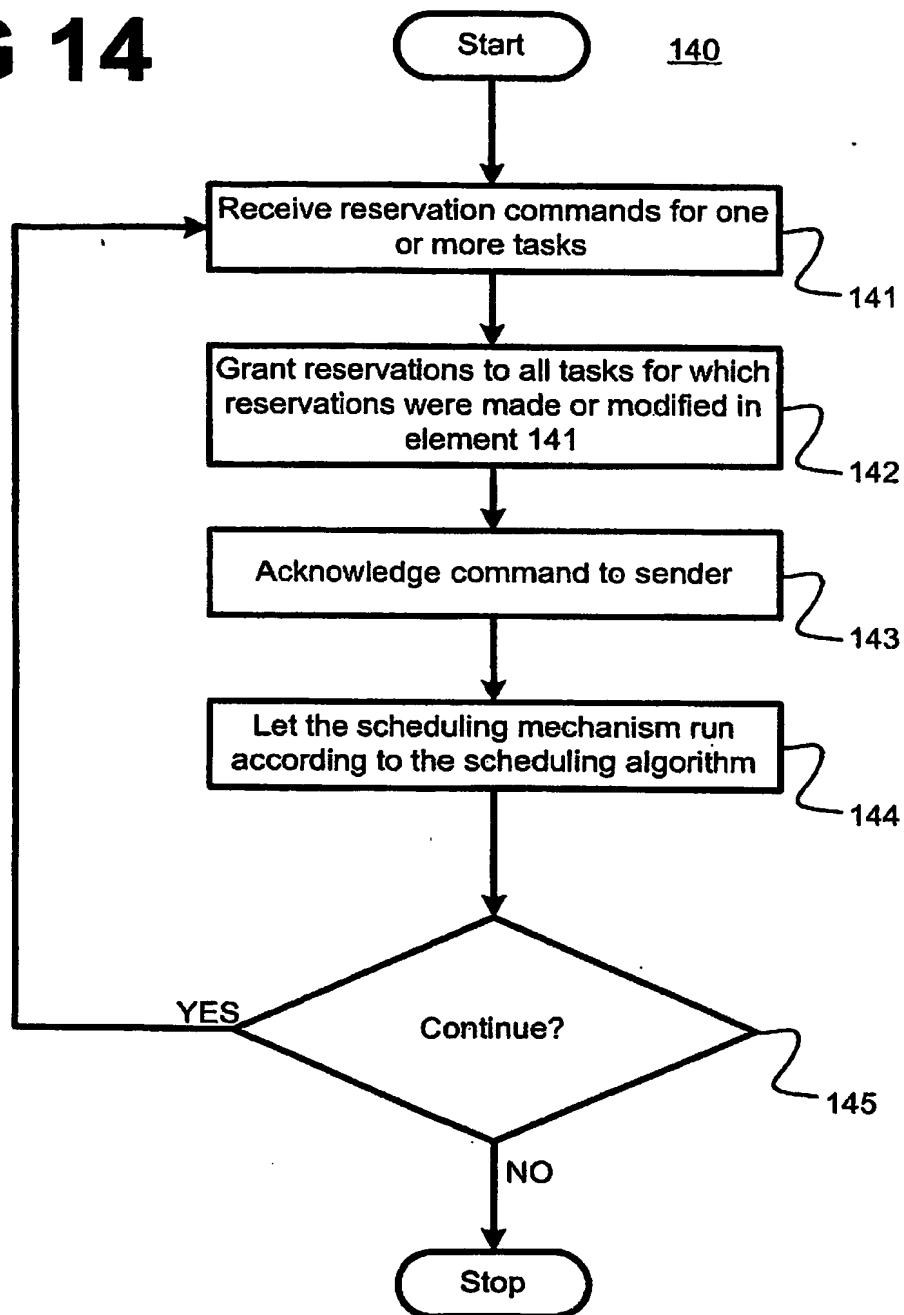 G 14
Start
140
Receive reservation commands for one
or more tasks
141
Grant reservations to all tasks for which
reservations were made or modified in
element 141
142
Acknowledge command to sender
143
Let the scheduling mechanism run
according to the scheduling algorithm
144
YES
Continue?
145
NO
Stop